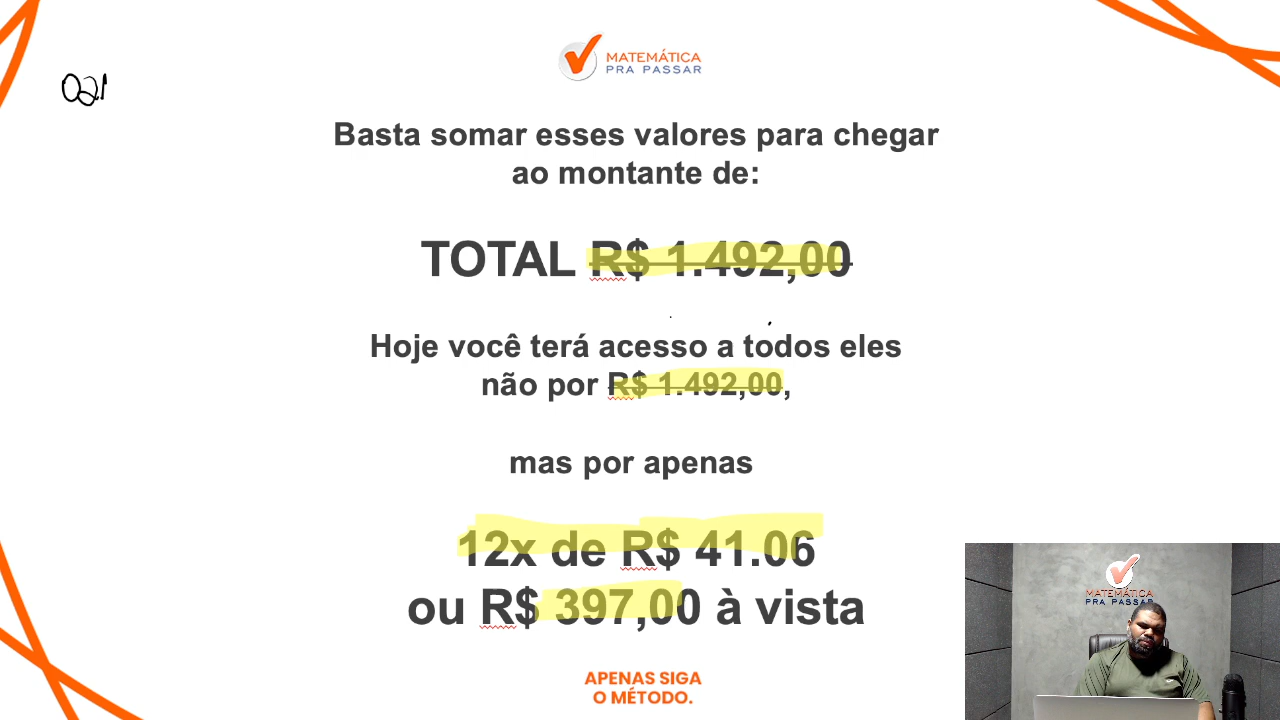 MATEMÁTICA
PRA PASSAR
Basta somar esses valores para chegar
ao montante de:
TOTAL R$ 1.492,00
Hoje você terá acesso a todos eles
não por R$ 1.492,00,
mas por apenas
12x de R$ 41.06
ou R$ 397,00 à vista
MATEMÁTICA
PRA PASSAR
APENAS SIGA
O MÉTODO.